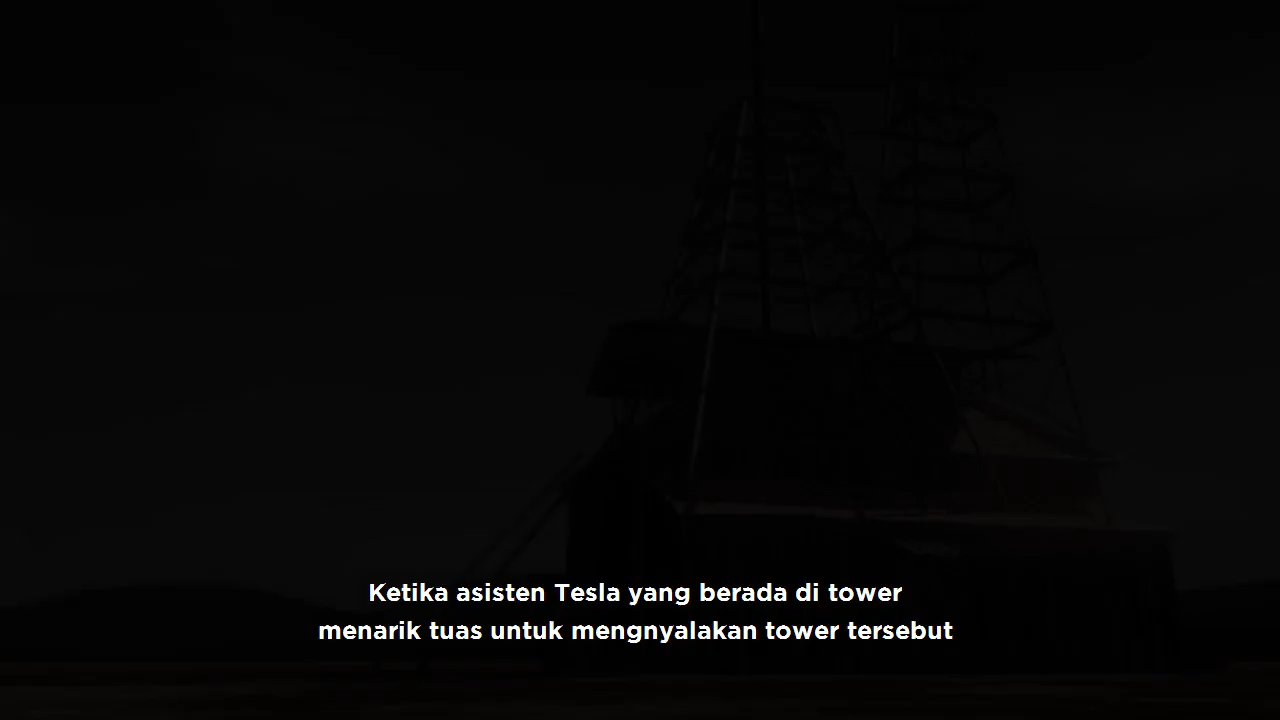 Ketika asisten Tesla yang berada di tower
menarik tuas untuk mengnyalakan tower tersebut